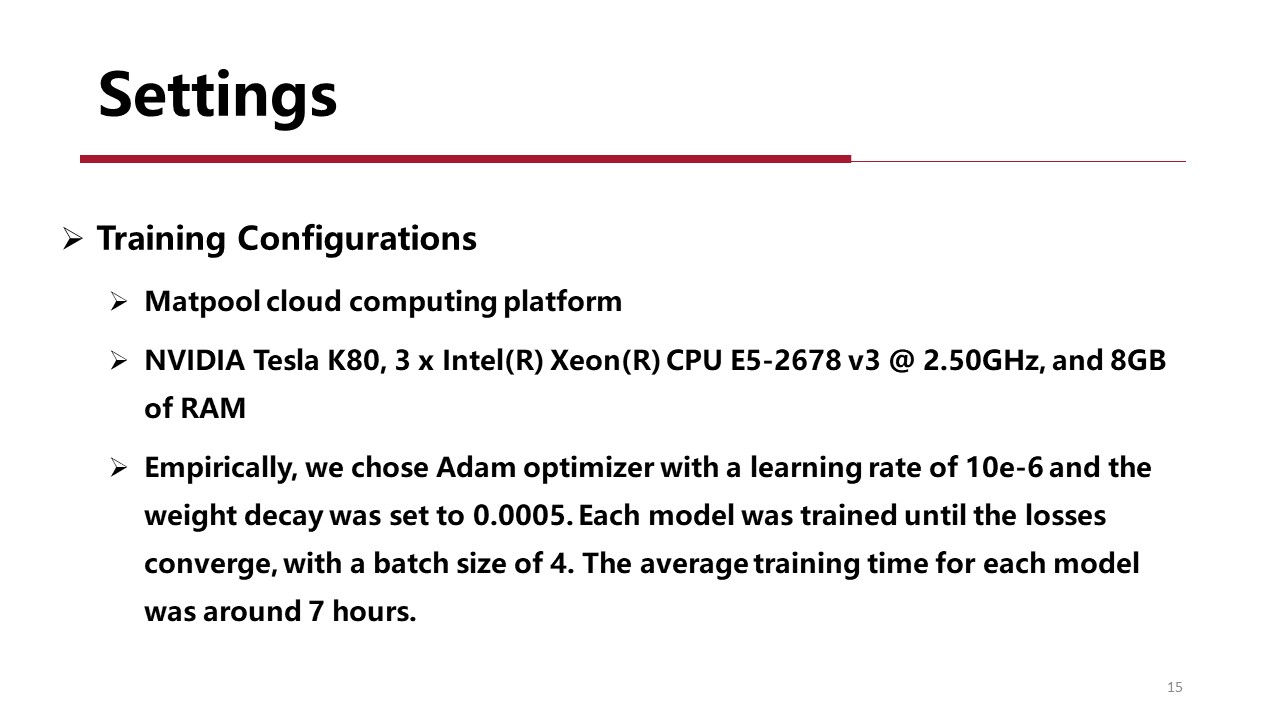 Settings
Training Configurations
Matpool cloud computing platform
NVIDIA Tesla K80, 3 x Intel(R) Xeon(R) CPU E5-2678 v3 @ 2.50GHz, and 8GB
of RAM
Empirically, we chose Adam optimizer with a learning rate of 10e-6 and the
weight decay was set to 0.0005. Each model was trained until the losses
converge, with a batch size of 4. The average training time for each model
was around 7 hours.
15